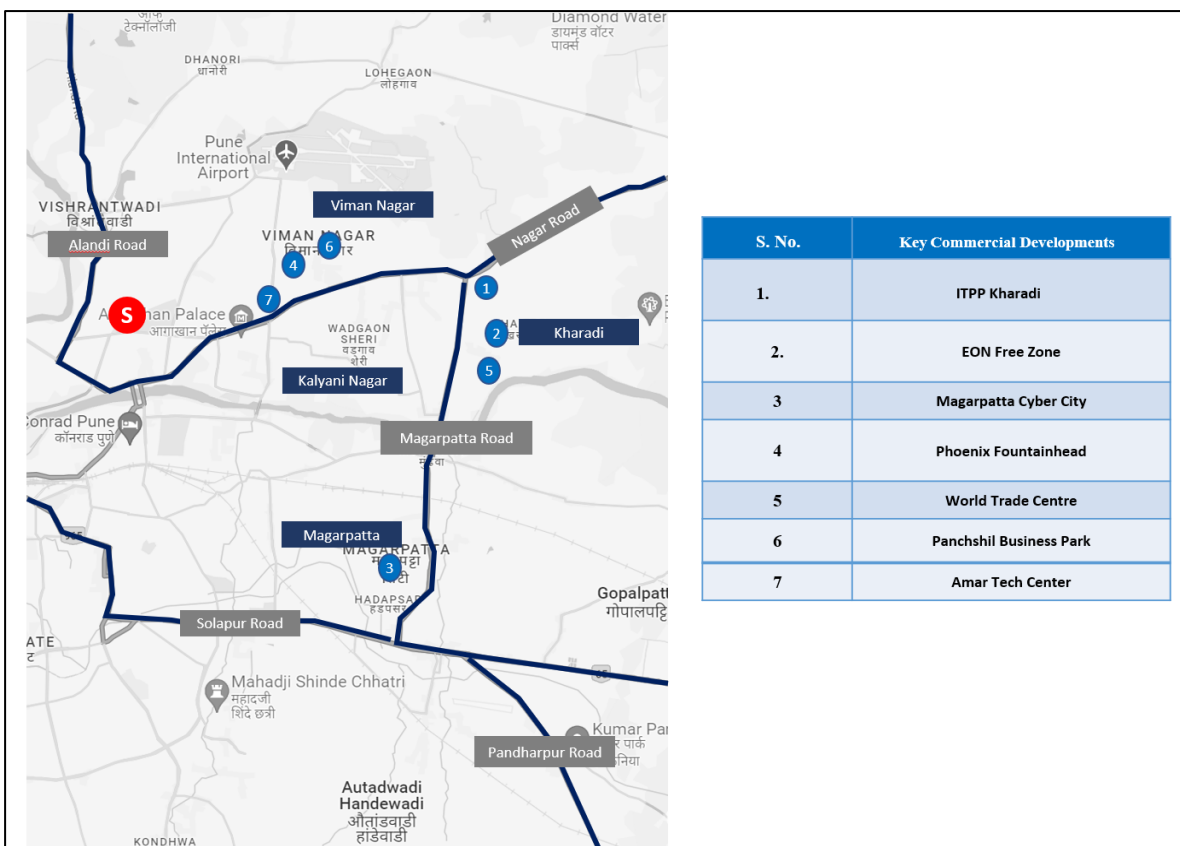 टेक्नॉलॉजी
DHANORI
धानोरी
LOHEGAON
लोहगाव
Diamond Water
डायमंड वॉटर
पार्क्स
Pune
International
Airport
VISHRANTWADI
Alandi Road
Viman Nagar
VIMAN NAGAR
6
4
7
Nagar Road
S
Palace
आगाखान पॅलेस
WADGAON
SHERI
वडगाव
शेरी
1
2
Kharadi
5
Kalyani Nagar
Conrad Pune
कॉनराड पुणे
Magarpatta Road
मुंढवा
Magarpatta
MAGARPATTA
3
सिटी
HADAPSAR
हडपसर
Gopalpatti
गोपालपट्टि
Solapur Road
65
Mahadji Shinde Chhatri
महादजी
शिंदे छत्री
Kumar Par
पार्क
Pandharpur Road
Autadwadi
Handewadi
औतांडवाडी
हांडेवाडी
KONDHWA
S. No. Key Commercial Developments
1. ITPP Kharadi
2. EON Free Zone
3 Magarpatta Cyber City
4 Phoenix Fountainhead
5 World Trade Centre
6 Panchshil Business Park
7 Amar Tech Center